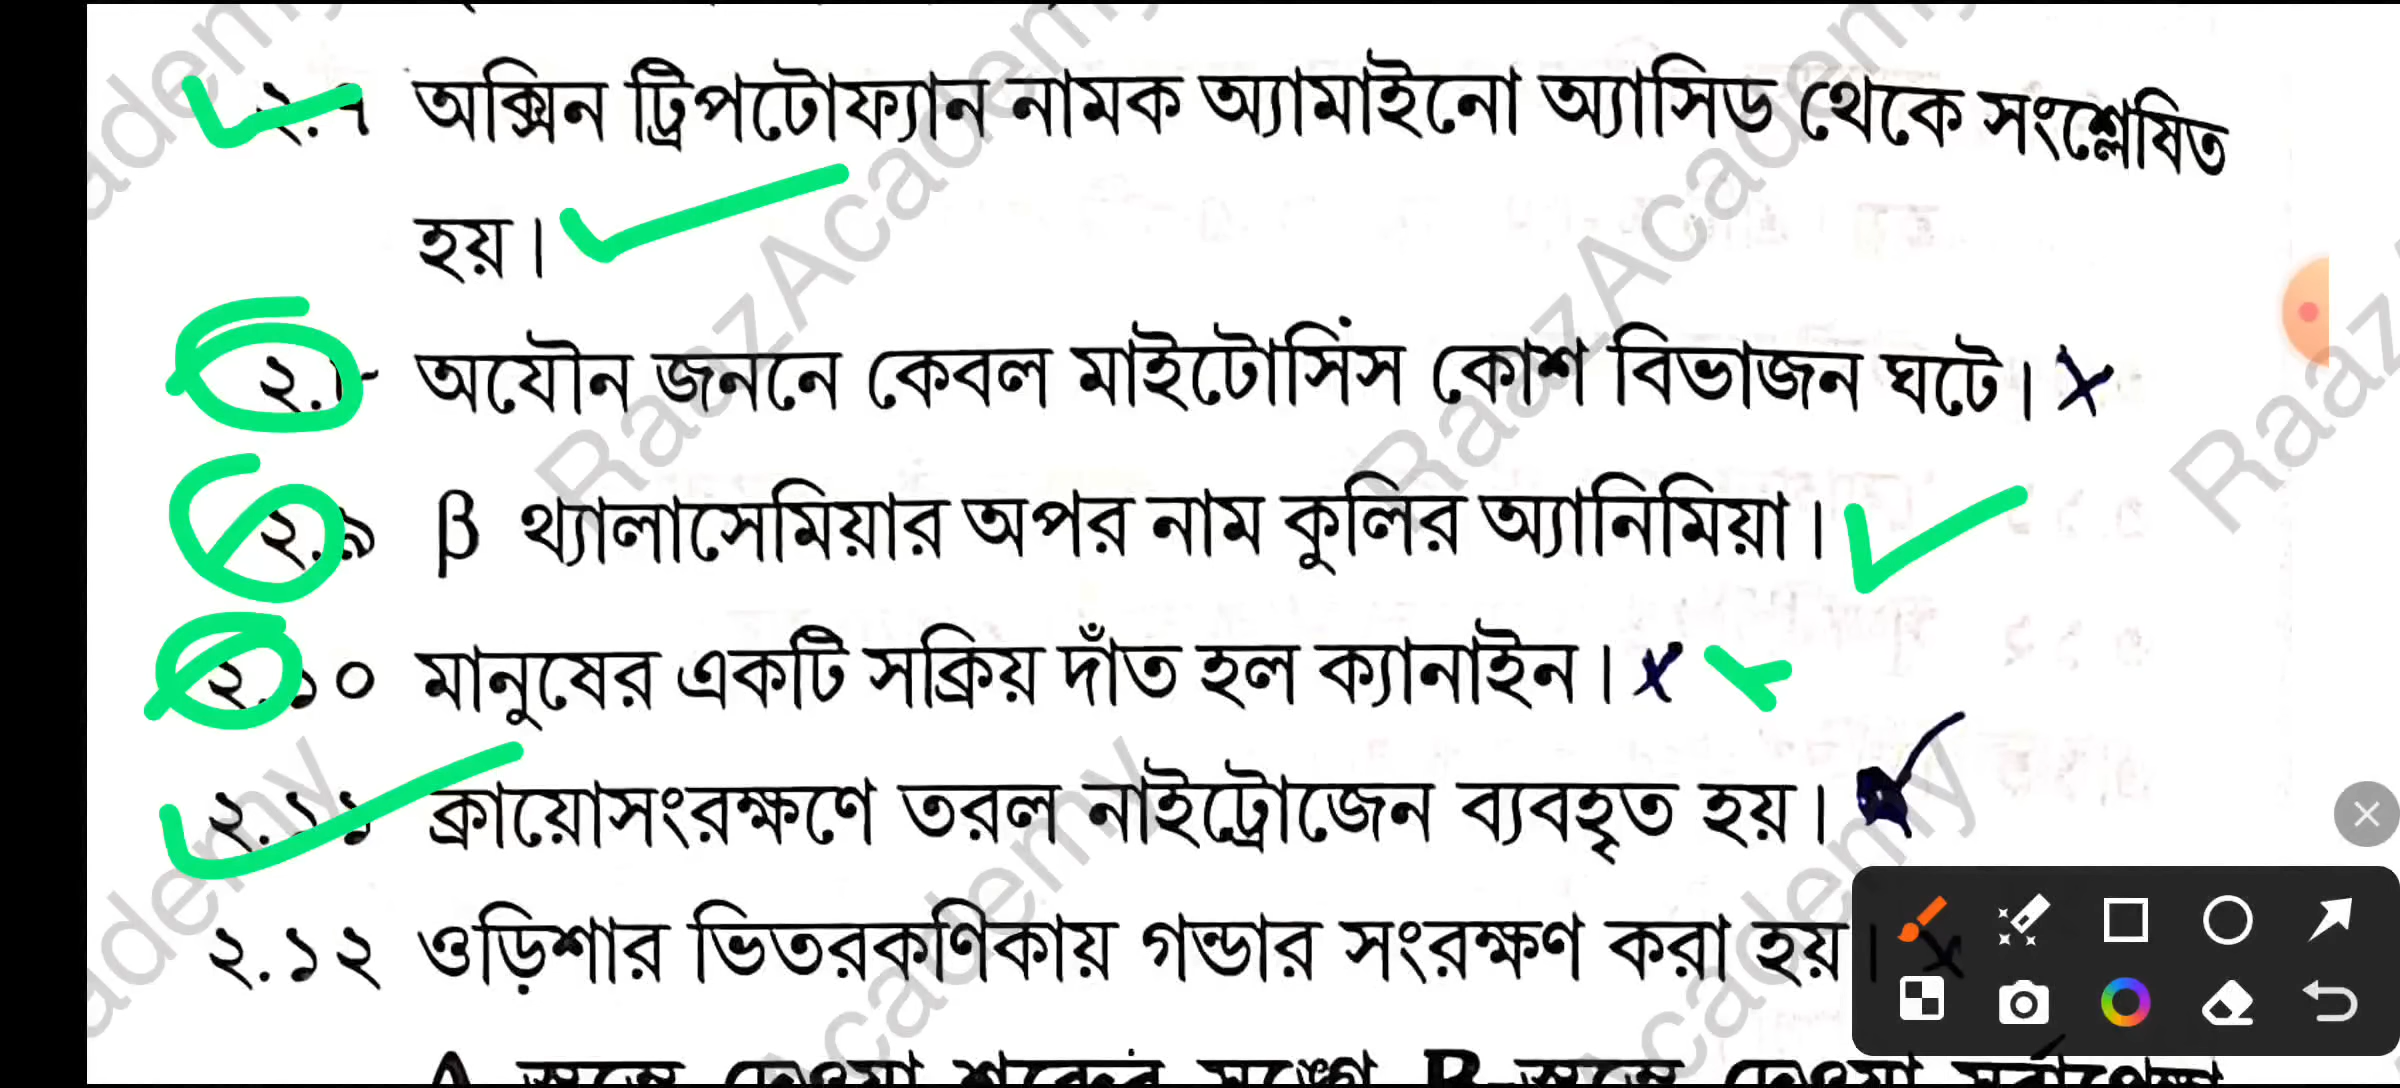 ২.৭ অক্সিন ট্রিপটোফ্যান নামক অ্যামাইনো অ্যাসিড থেকে সংশ্লেষিত
হয়।
২.৮ অযৌন জননে কেবল মাইটোসিস কোশ বিভাজন ঘটে। X
২.৯ β থ্যালাসেমিয়ার অপর নাম কুলির অ্যানিমিয়া।
২.১০ মানুষের একটি সক্রিয় দাঁত হল ক্যানাইন। X
২.১১ ক্রায়োসংরক্ষণে তরল নাইট্রোজেন ব্যবহৃত হয়।
২.১২ ওড়িশার ভিতরকণিকায় গন্ডার সংরক্ষণ করা হয়। X
RaazAcademy